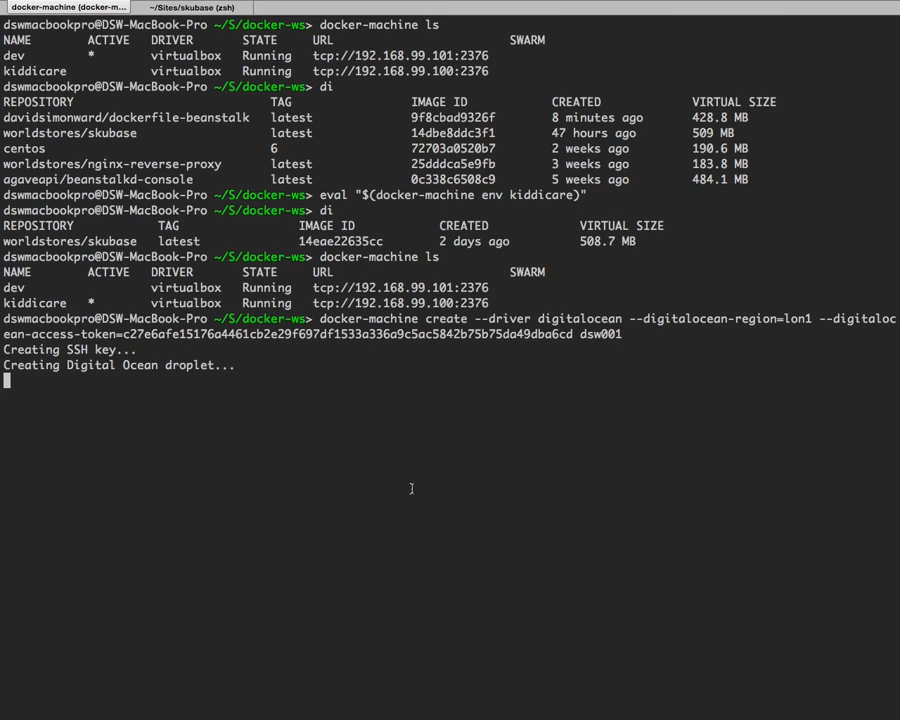 docker-machine (docker-m... ~/Sites/skubase (zsh)
dswmacbookpro@DSW-MacBook-Pro ~/S/docker-ws> docker-machine ls
NAME ACTIVE DRIVER STATE URL SWARM
dev * virtualbox Running tcp://192.168.99.101:2376
kiddicare virtualbox Running tcp://192.168.99.100:2376
dswmacbookpro@DSW-MacBook-Pro ~/S/docker-ws> di
REPOSITORY TAG IMAGE ID CREATED VIRTUAL SIZE
davidsimonward/dockerfile-beanstalk latest 9f8cbad9326f 8 minutes ago 428.8 MB
worldstores/skubase latest 14dbe8ddc3f1 47 hours ago 509 MB
centos 6 72703a0520b7 2 weeks ago 190.6 MB
worldstores/nginx-reverse-proxy latest 25dddca5e9fb 3 weeks ago 183.8 MB
agaveapi/beanstalkd-console latest 0c338c6508c9 5 weeks ago 484.1 MB
dswmacbookpro@DSW-MacBook-Pro ~/S/docker-ws> eval "$(docker-machine env kiddicare)"
dswmacbookpro@DSW-MacBook-Pro ~/S/docker-ws> di
REPOSITORY TAG IMAGE ID CREATED VIRTUAL SIZE
worldstores/skubase latest 14eae22635cc 2 days ago 508.7 MB
dswmacbookpro@DSW-MacBook-Pro ~/S/docker-ws> docker-machine ls
NAME ACTIVE DRIVER STATE URL SWARM
dev virtualbox Running tcp://192.168.99.101:2376
kiddicare * virtualbox Running tcp://192.168.99.100:2376
dswmacbookpro@DSW-MacBook-Pro ~/S/docker-ws> docker-machine create --driver digitalocean --digitalocean-region=lon1 --digitaloc
ean-access-token=c27e6afe15176a4461cb2e29f697df1533a336a9c5ac5842b75b75da49dba6cd dsw001
Creating SSH key...
Creating Digital Ocean droplet...